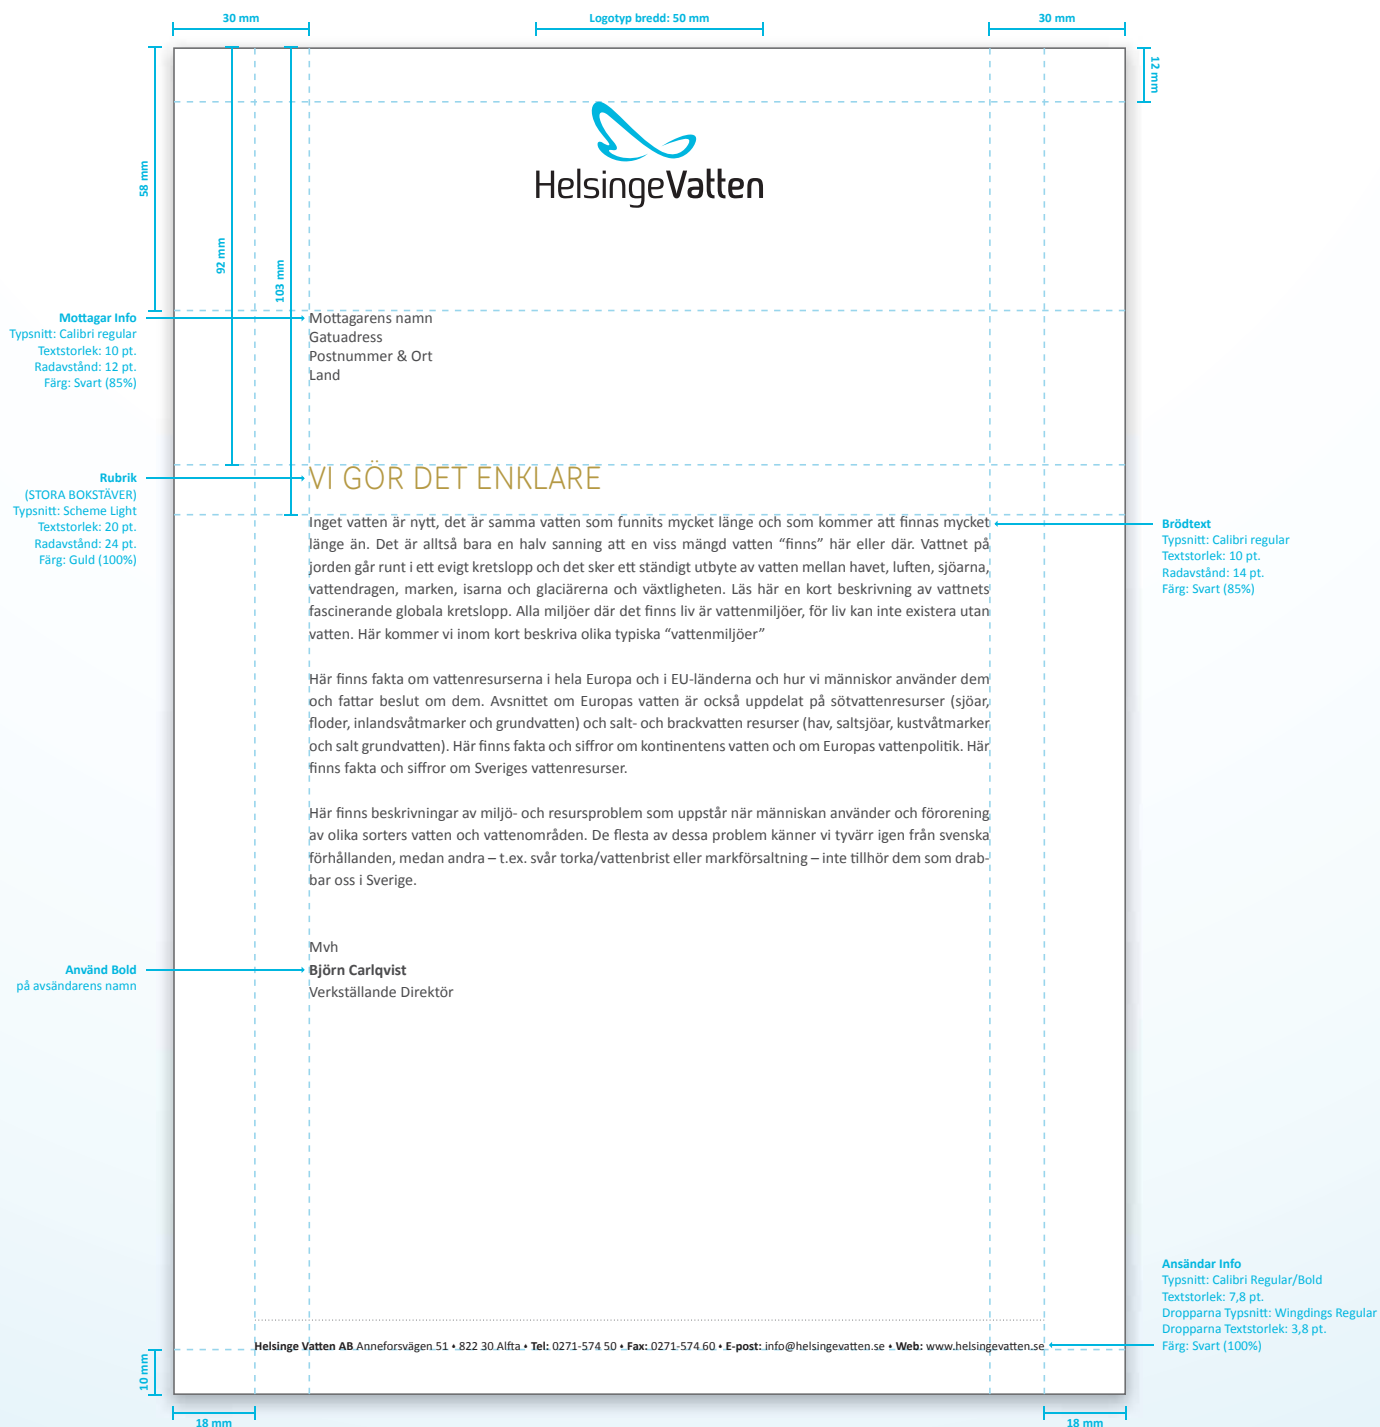 30 mm
Logotyp bredd: 50 mm
30 mm
12 mm
58 mm
92 mm
103 mm
HelsingeVatten
Mottagar Info
Typsnitt: Calibri regular
Textstorlek: 10 pt.
Radavstånd: 12 pt.
Färg: Svart (85%)
Mottagarens namn
Gatuadress
Postnummer & Ort
Land
Rubrik
(STORA BOKSTÄVER)
Typsnitt: Scheme Light
Textstorlek: 20 pt.
Radavstånd: 24 pt.
Färg: Guld (100%)
VI GÖR DET ENKLARE
Inget vatten är nytt, det är samma vatten som funnits mycket länge och som kommer att finnas mycket
länge än. Det är alltså bara en halv sanning att en viss mängd vatten “finns” här eller där. Vattnet på
jorden går runt i ett evigt kretslopp och det sker ett ständigt utbyte av vatten mellan havet, luften, sjöarna,
vattendragen, marken, isarna och glaciärerna och växtligheten. Läs här en kort beskrivning av vattnets
fascinerande globala kretslopp. Alla miljöer där det finns liv är vattenmiljöer, för liv kan inte existera utan
vatten. Här kommer vi inom kort beskriva olika typiska “vattenmiljöer”
Brödtext
Typsnitt: Calibri regular
Textstorlek: 10 pt.
Radavstånd: 14 pt.
Färg: Svart (85%)
Här finns fakta om vattenresurserna i hela Europa och i EU-länderna och hur vi människor använder dem
och fattar beslut om dem. Avsnittet om Europas vatten är också uppdelat på sötvattenresurser (sjöar,
floder, inlandsvåtmarker och grundvatten) och salt- och brackvatten resurser (hav, saltsjöar, kustvåtmarker
och salt grundvatten). Här finns fakta och siffror om kontinentens vatten och om Europas vattenpolitik. Här
finns fakta och siffror om Sveriges vattenresurser.
Här finns beskrivningar av miljö- och resursproblem som uppstår när människan använder och förorening
av olika sorters vatten och vattenområden. De flesta av dessa problem känner vi tyvärr igen från svenska
förhållanden, medan andra – t.ex. svår torka/vattenbrist eller markförsaltning – inte tillhör dem som drab-
bar oss i Sverige.
Mvh
Björn Carlqvist
Verkställande Direktör
Använd Bold
på avsändarens namn
Ansändar Info
Typsnitt: Calibri Regular/Bold
Textstorlek: 7,8 pt.
Dropparna Typsnitt: Wingdings Regular
Dropparna Textstorlek: 3,8 pt.
Färg: Svart (100%)
Helsinge Vatten AB Anneforsvägen 51 • 822 30 Alfta • Tel: 0271-574 50 • Fax: 0271-574 60 • E-post: info@helsingevatten.se • Web: www.helsingevatten.se
10 mm
18 mm
18 mm